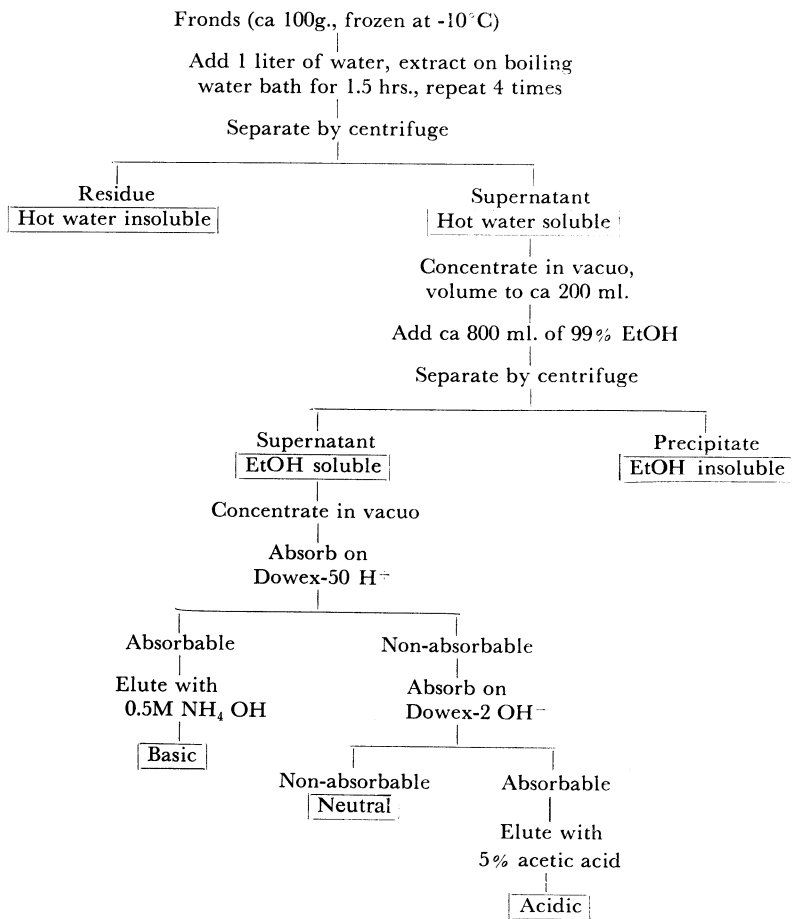 Fronds (ca 100g., frozen at -10°C)
Add 1 liter of water, extract on boiling
water bath for 1.5 hrs., repeat 4 times
Separate by centrifuge
Residue
Hot water insoluble
Supernatant
Hot water soluble
Concentrate in vacuo,
volume to ca 200 ml.
Add ca 800 ml. of 99% EtOH
Separate by centrifuge
Supernatant
EtOH soluble
Precipitate
EtOH insoluble
Concentrate in vacuo
Absorb on
Dowex-50 H⁺
Absorbable
Elute with
0.5M NH₄ OH
Basic
Non-absorbable
Absorb on
Dowex-2 OH⁻
Non-absorbable
Neutral
Absorbable
Elute with
5% acetic acid
Acidic